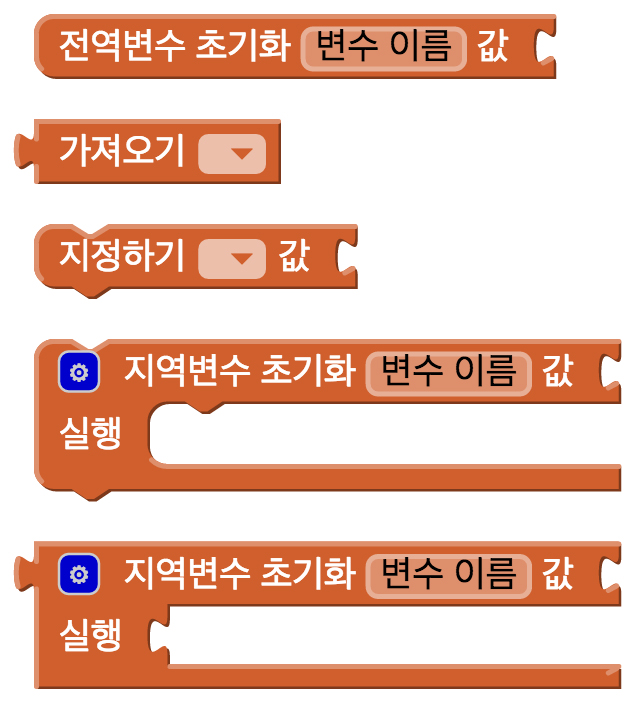 전역변수 초기화 변수 이름 값
가져오기
지정하기 값
지역변수 초기화 변수 이름 값
실행
지역변수 초기화 변수 이름 값
실행